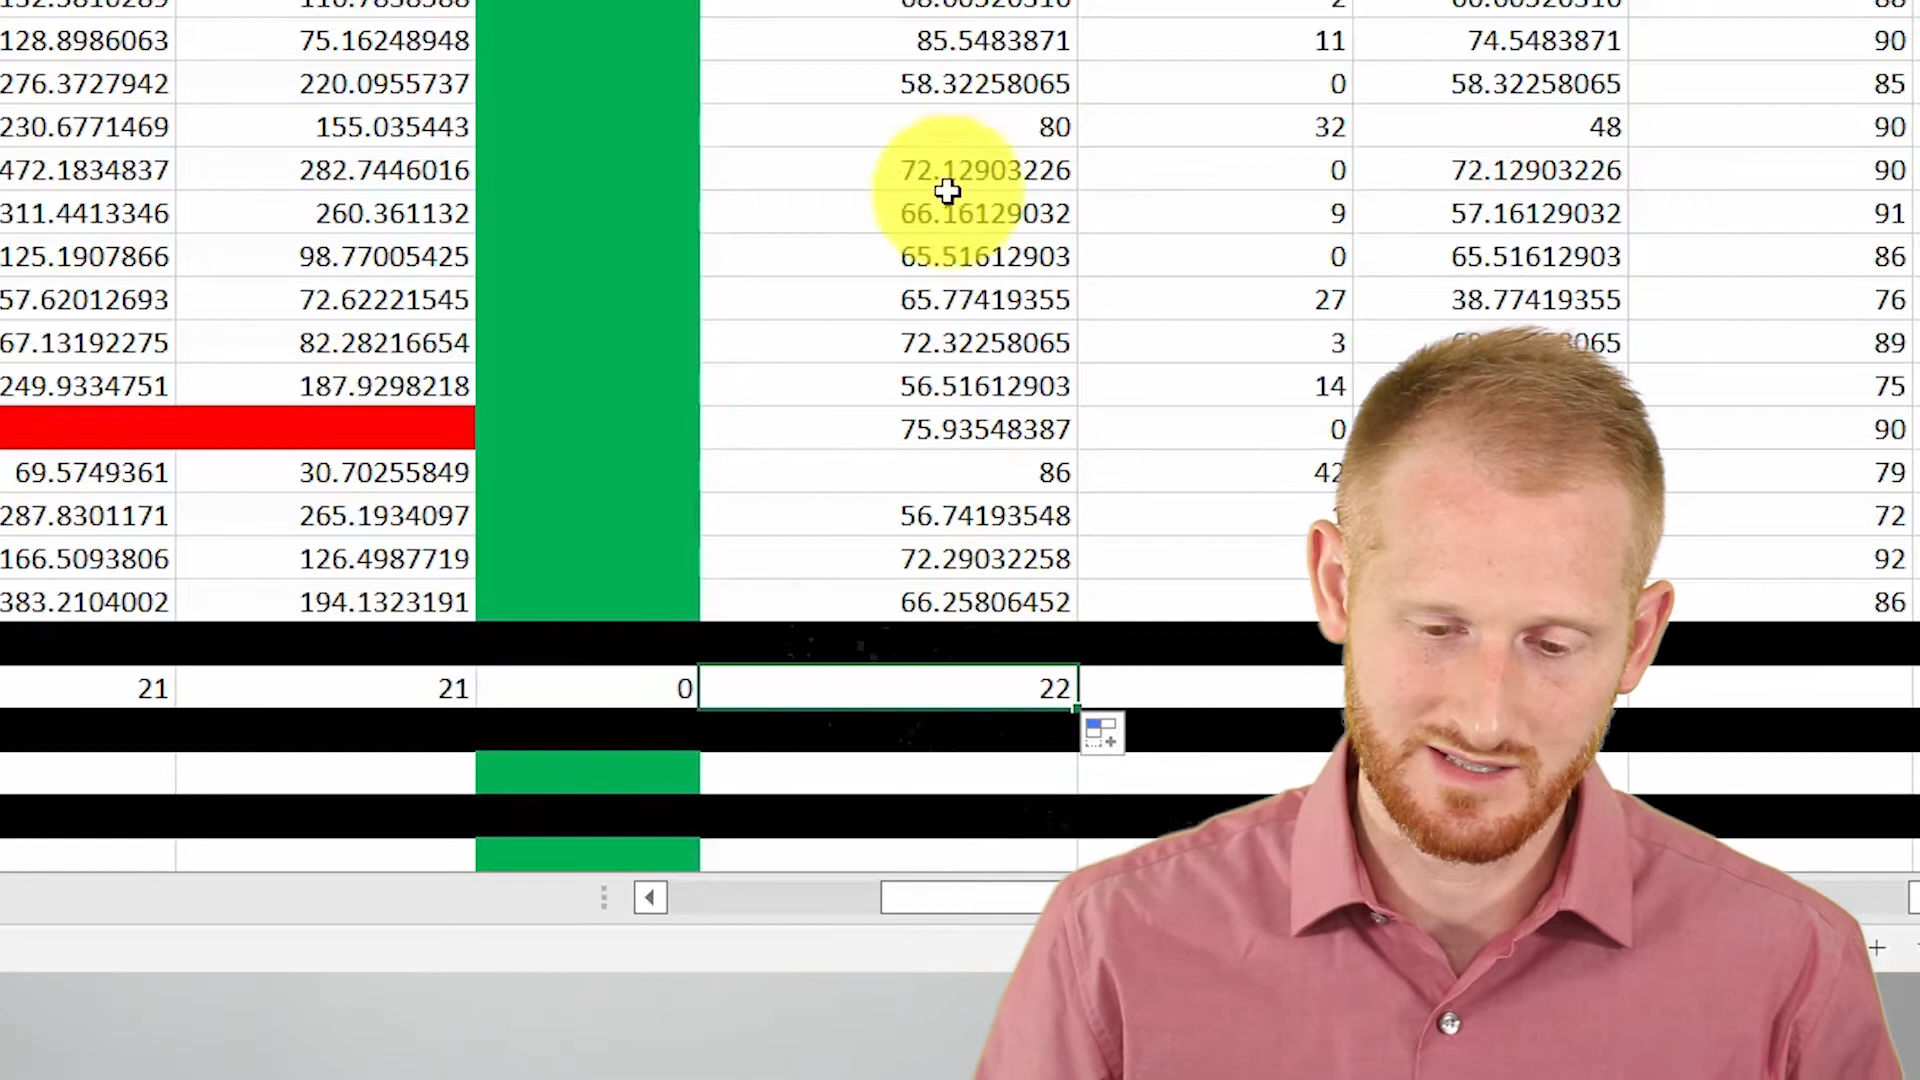 128.8986063 75.16248948 85.5483871 11 74.5483871 90
276.3727942 220.0955737 58.32258065 0 58.32258065 85
230.6771469 155.035443 80 32 48 90
472.1834837 282.7446016 72.12903226 0 72.12903226 90
311.4413346 260.361132 66.16129032 9 57.16129032 91
125.1907866 98.77005425 65.51612903 0 65.51612903 86
57.62012693 72.62221545 65.77419355 27 38.77419355 76
67.13192275 82.28216654 72.32258065 3 89
249.9334751 187.9298218 56.51612903 14 75
75.93548387 0 90
69.5749361 30.70255849 86 42 79
287.8301171 265.1934097 56.74193548 72
166.5093806 126.4987719 72.29032258 92
383.2104002 194.1323191 66.25806452 86
21 21 0 22